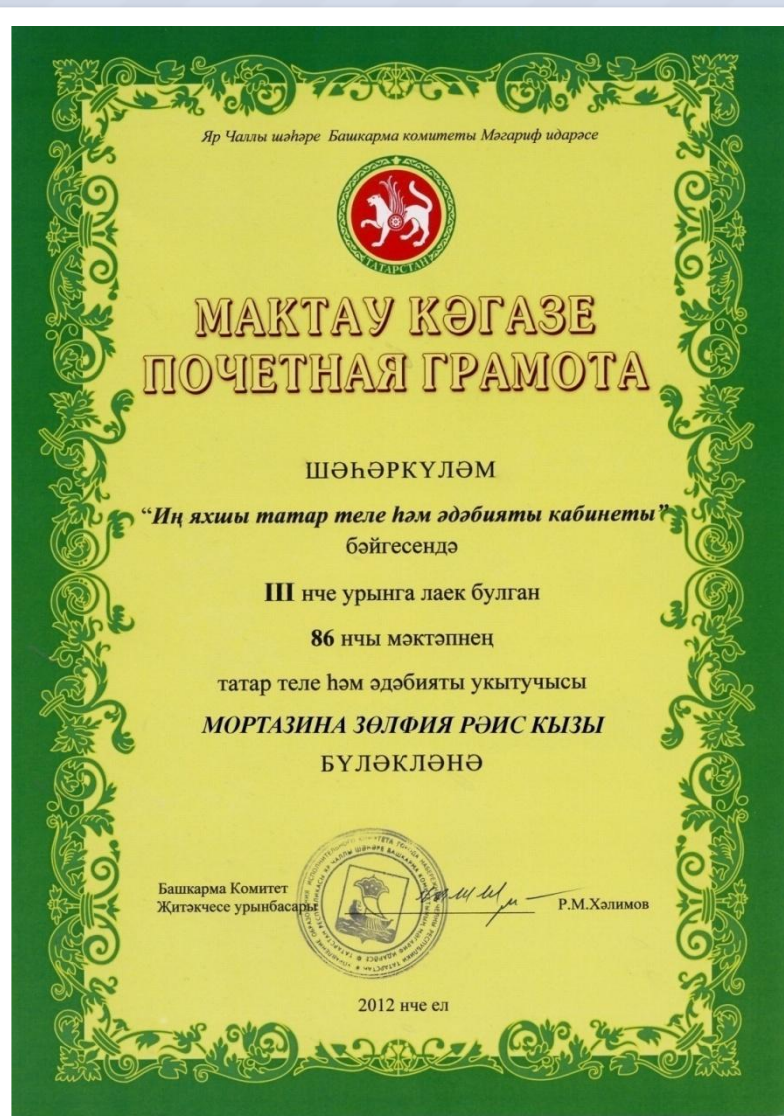 Яр Чаллы шәһәре Башкарма комитеты Мәгариф идарәсе
ТАТАРСТАН
МАКТАУ КӘГАЗЕ
ПОЧЕТНАЯ ГРАМОТА
ШӘҺӘРКҮЛӘМ
“Иң яхшы татар теле һәм әдәбияты кабинеты”
бәйгесендә
III нче урынга лаек булган
86 нчы мәктәпнең
татар теле һәм әдәбияты укытучысы
МОРТАЗИНА ЗӨЛФИЯ РӘИС КЫЗЫ
БҮЛӘКЛӘНӘ
Башкарма Комитет
Җитәкчесе урынбасары
Р.М.Хәлимов
2012 нче ел